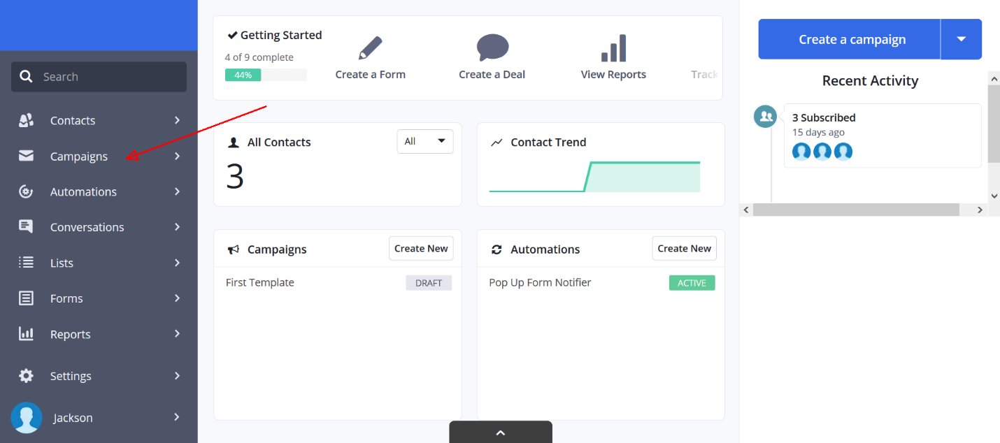 Search
Contacts
Campaigns
Automations
Conversations
Lists
Forms
Reports
Settings
Jackson
Getting Started
4 of 9 complete
44%
Create a Form
Create a Deal
View Reports
Track
All Contacts
All
3
Contact Trend
Campaigns
Create New
First Template
DRAFT
Automations
Create New
Pop Up Form Notifier
ACTIVE
Create a campaign
Recent Activity
3 Subscribed
15 days ago